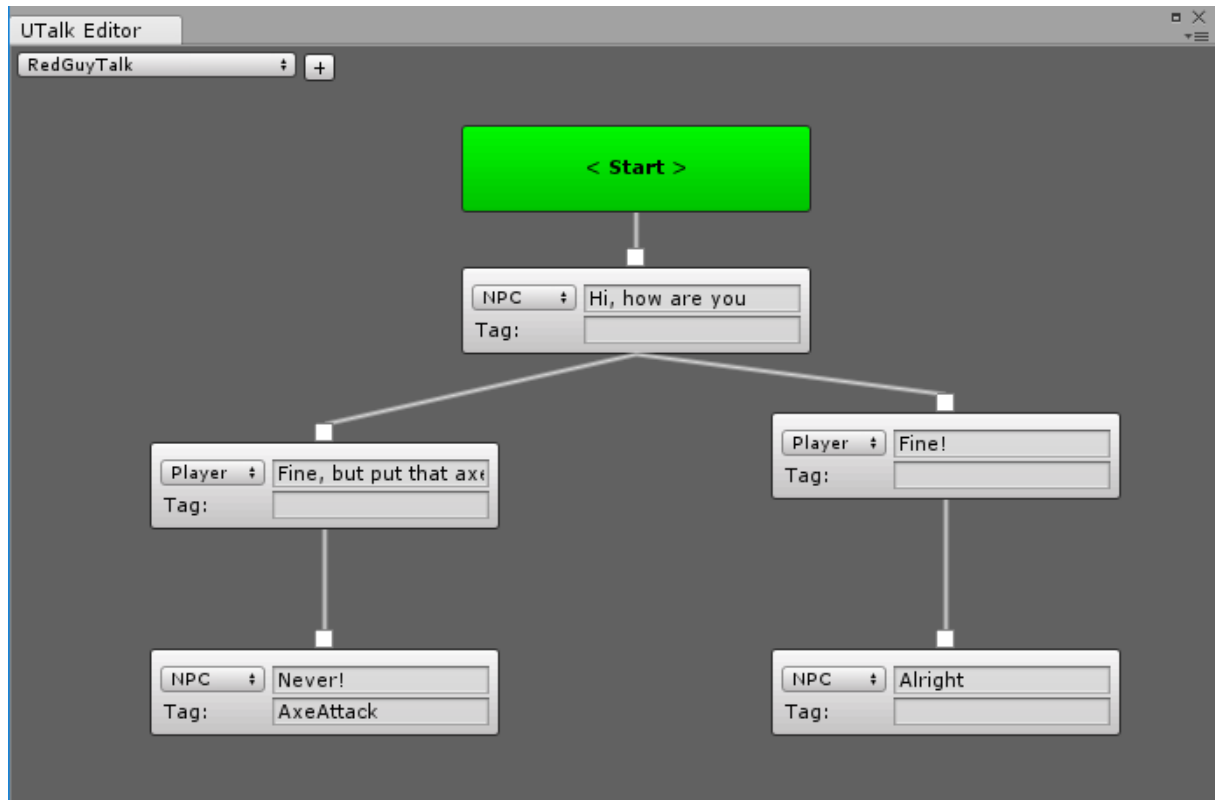 UTalk Editor
RedGuyTalk +
< Start >
NPC Hi, how are you
Tag:
Player Fine!
Tag:
Player Fine, but put that axe
Tag:
NPC Never!
Tag: AxeAttack
NPC Alright
Tag: